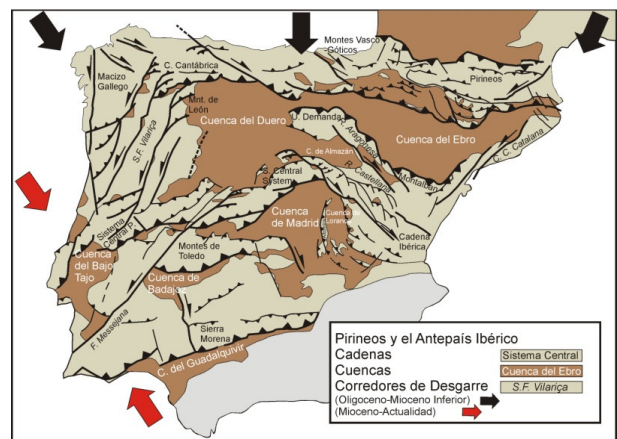 Montes Vasco
-Góticos
C. Cantábrica
Macizo
Gallego
Pirineos
Mnt. de
León
Cuenca del Duero
U. Demanda
R. Aragonesa
Cuenca del Ebro
S.F. Vilariça
C. de Almazán
R. Castellana
Montalbán
C. C. Catalana
S. Central
System
Sistema
Central P.
Cuenca
de Madrid
Cuenca de
Loranca
Cadena
Ibérica
Cuenca
del Bajo
Tajo
Montes de
Toledo
Cuenca de
Badajoz
F. Messejana
Sierra
Morena
C. del Guadalquivir
Pirineos y el Antepaís Ibérico
Cadenas
Sistema Central
Cuencas
Cuenca del Ebro
Corredores de Desgarre
S.F. Vilariça
(Oligoceno-Mioceno Inferior)
(Mioceno-Actualidad)